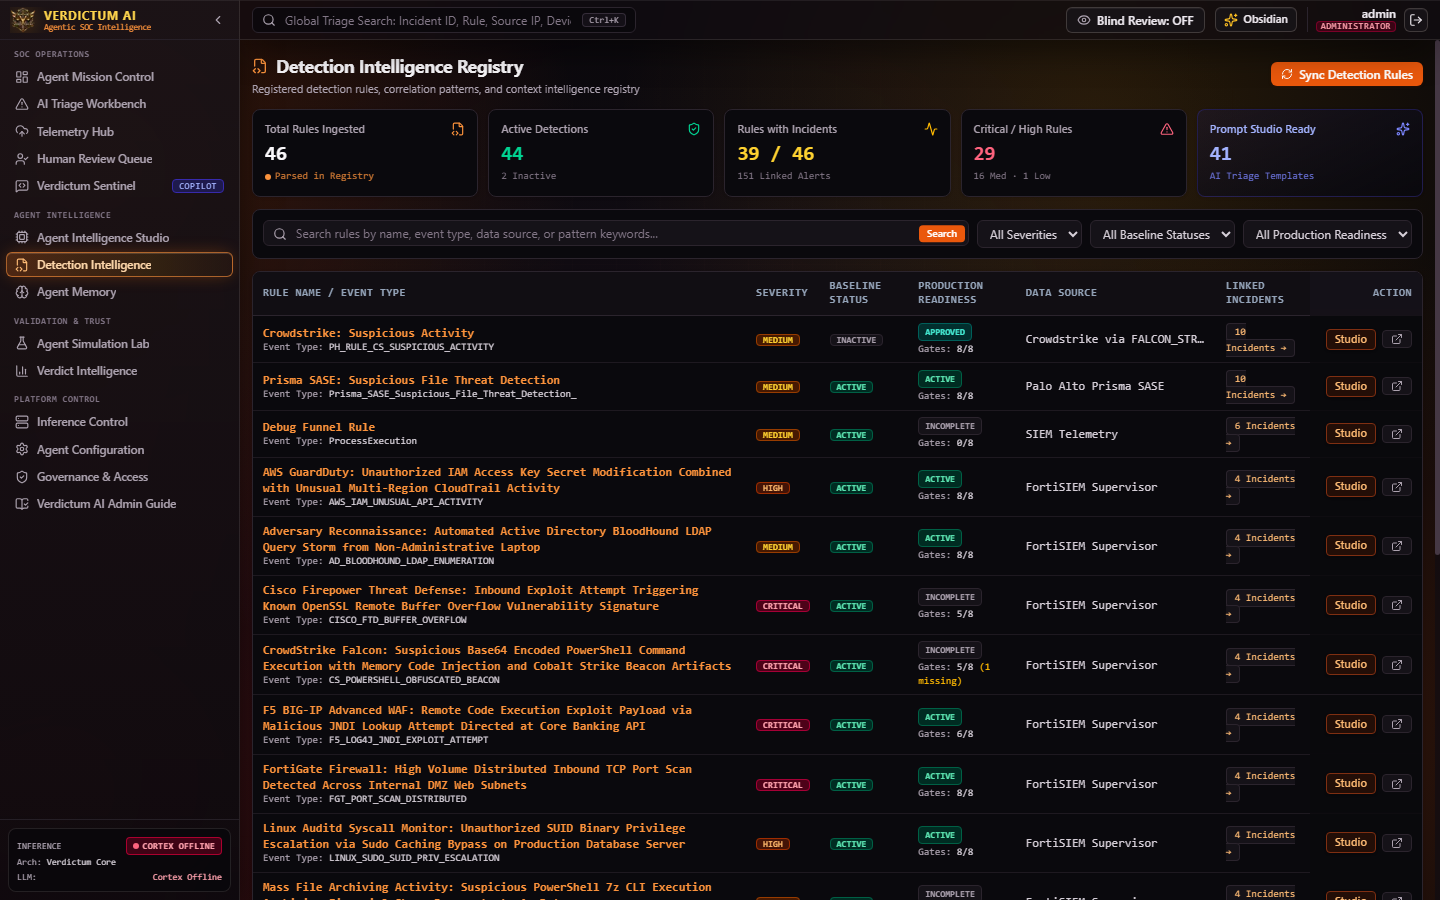 VERDICTUM AI
Agentic SOC Intelligence
Global Triage Search: Incident ID, Rule, Source IP, Devi
Ctrl+K
Blind Review: OFF
Obsidian
admin
ADMINISTRATOR
SOC OPERATIONS
Agent Mission Control
AI Triage Workbench
Telemetry Hub
Human Review Queue
Verdictum Sentinel
COPILOT
AGENT INTELLIGENCE
Agent Intelligence Studio
Detection Intelligence
Agent Memory
VALIDATION & TRUST
Agent Simulation Lab
Verdict Intelligence
PLATFORM CONTROL
Inference Control
Agent Configuration
Governance & Access
Verdictum AI Admin Guide
INFERENCE
CORTEX OFFLINE
Arch: Verdictum Core
LLM: Cortex Offline
Detection Intelligence Registry
Registered detection rules, correlation patterns, and context intelligence registry
Sync Detection Rules
Total Rules Ingested
46
Parsed in Registry
Active Detections
44
2 Inactive
Rules with Incidents
39 / 46
151 Linked Alerts
Critical / High Rules
29
16 Med · 1 Low
Prompt Studio Ready
41
AI Triage Templates
Search rules by name, event type, data source, or pattern keywords...
Search
All Severities
All Baseline Statuses
All Production Readiness
RULE NAME / EVENT TYPE
SEVERITY
BASELINE STATUS
PRODUCTION READINESS
DATA SOURCE
LINKED INCIDENTS
ACTION
Crowdstrike: Suspicious Activity
Event Type: PH_RULE_CS_SUSPICIOUS_ACTIVITY
MEDIUM
INACTIVE
APPROVED
Gates: 8/8
Crowdstrike via FALCON_STR…
10 Incidents →
Studio
Prisma SASE: Suspicious File Threat Detection
Event Type: Prisma_SASE_Suspicious_File_Threat_Detection_
MEDIUM
ACTIVE
ACTIVE
Gates: 8/8
Palo Alto Prisma SASE
10 Incidents →
Studio
Debug Funnel Rule
Event Type: ProcessExecution
MEDIUM
ACTIVE
INCOMPLETE
Gates: 0/8
SIEM Telemetry
6 Incidents →
Studio
AWS GuardDuty: Unauthorized IAM Access Key Secret Modification Combined
with Unusual Multi-Region CloudTrail Activity
Event Type: AWS_IAM_UNUSUAL_API_ACTIVITY
HIGH
ACTIVE
ACTIVE
Gates: 8/8
FortiSIEM Supervisor
4 Incidents →
Studio
Adversary Reconnaissance: Automated Active Directory BloodHound LDAP
Query Storm from Non-Administrative Laptop
Event Type: AD_BLOODHOUND_LDAP_ENUMERATION
MEDIUM
ACTIVE
ACTIVE
Gates: 8/8
FortiSIEM Supervisor
4 Incidents →
Studio
Cisco Firepower Threat Defense: Inbound Exploit Attempt Triggering
Known OpenSSL Remote Buffer Overflow Vulnerability Signature
Event Type: CISCO_FTD_BUFFER_OVERFLOW
CRITICAL
ACTIVE
INCOMPLETE
Gates: 5/8
FortiSIEM Supervisor
4 Incidents →
Studio
CrowdStrike Falcon: Suspicious Base64 Encoded PowerShell Command
Execution with Memory Code Injection and Cobalt Strike Beacon Artifacts
Event Type: CS_POWERSHELL_OBFUSCATED_BEACON
CRITICAL
ACTIVE
INCOMPLETE
Gates: 5/8 (1 missing)
FortiSIEM Supervisor
4 Incidents →
Studio
F5 BIG-IP Advanced WAF: Remote Code Execution Exploit Payload via
Malicious JNDI Lookup Attempt Directed at Core Banking API
Event Type: F5_LOG4J_JNDI_EXPLOIT_ATTEMPT
CRITICAL
ACTIVE
ACTIVE
Gates: 6/8
FortiSIEM Supervisor
4 Incidents →
Studio
FortiGate Firewall: High Volume Distributed Inbound TCP Port Scan
Detected Across Internal DMZ Web Subnets
Event Type: FGT_PORT_SCAN_DISTRIBUTED
CRITICAL
ACTIVE
ACTIVE
Gates: 8/8
FortiSIEM Supervisor
4 Incidents →
Studio
Linux Auditd Syscall Monitor: Unauthorized SUID Binary Privilege
Escalation via Sudo Caching Bypass on Production Database Server
Event Type: LINUX_SUDO_SUID_PRIV_ESCALATION
HIGH
ACTIVE
ACTIVE
Gates: 8/8
FortiSIEM Supervisor
4 Incidents →
Studio
Mass File Archiving Activity: Suspicious PowerShell 7z CLI Execution
INCOMPLETE
4 Incidents
Studio